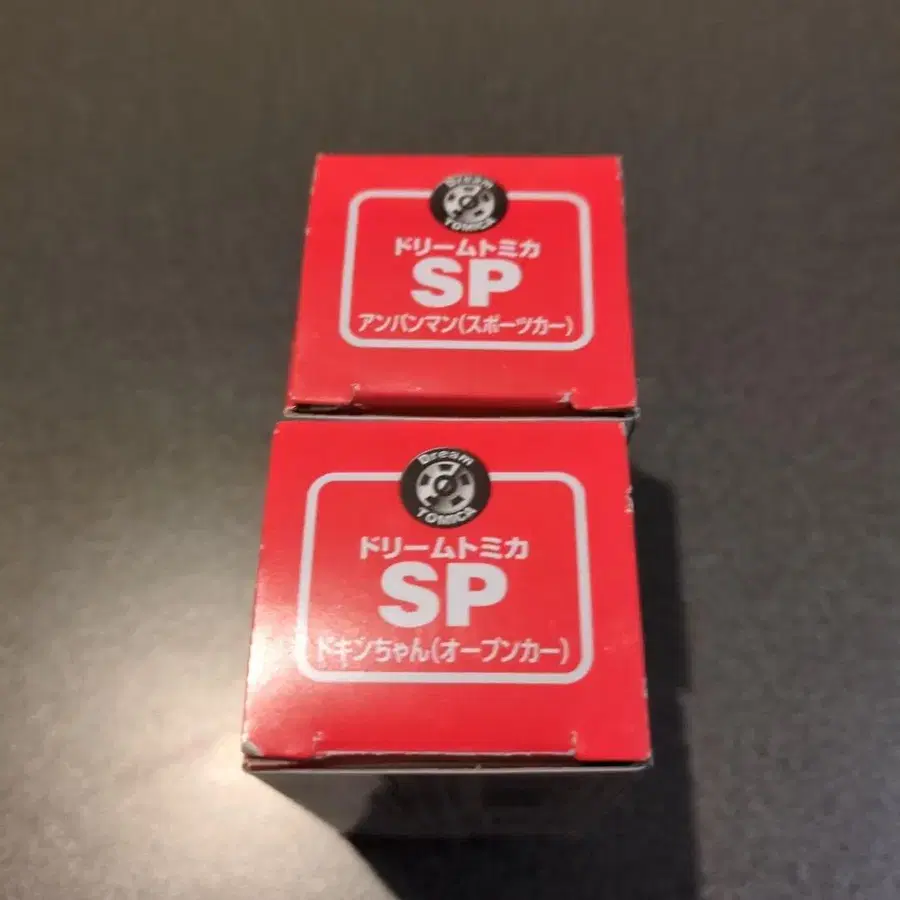 Dream
TOMICA
ドリームトミカ
SP
アンパンマン(スポーツカー)
Dream
TOMICA
ドリームトミカ
SP
ドキンちゃん(オープンカー)